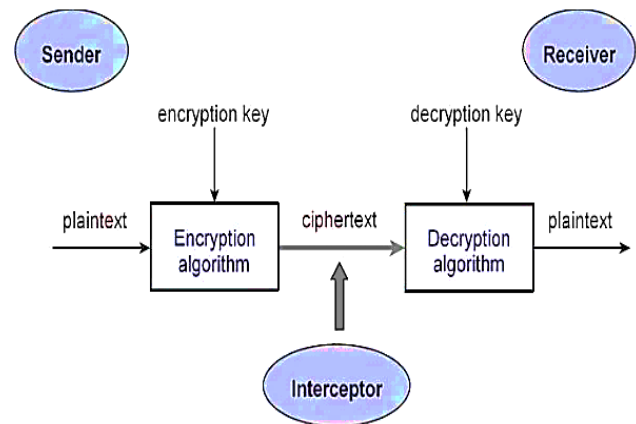 Sender
Receiver
encryption key
decryption key
plaintext
Encryption
algorithm
ciphertext
Decryption
algorithm
plaintext
Interceptor